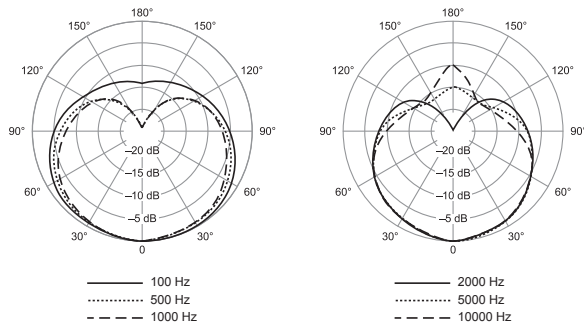 180°
150° 150°
120° 120°
90° 90°
60° 60°
30° 30°
0
–20 dB
–15 dB
–10 dB
–5 dB
100 Hz
500 Hz
1000 Hz
180°
150° 150°
120° 120°
90° 90°
60° 60°
30° 30°
0
–20 dB
–15 dB
–10 dB
–5 dB
2000 Hz
5000 Hz
10000 Hz